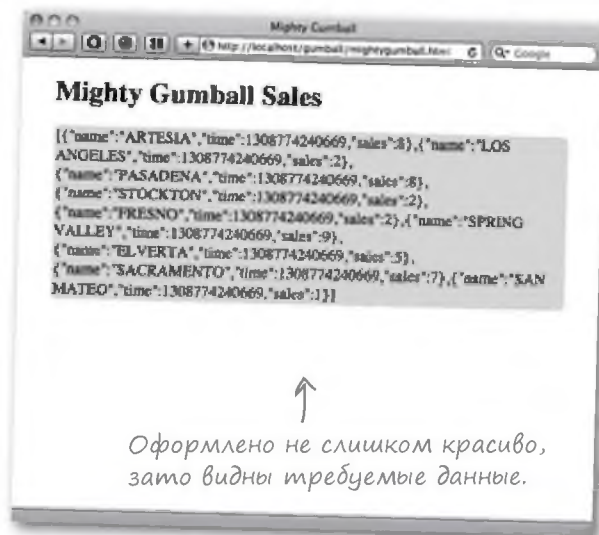 Mighty Gumball
http://localhost/gumball/mightygumball.html
Google
Mighty Gumball Sales
[{"name":"ARTESIA","time":1308774240669,"sales":8},{"name":"LOS
ANGELES","time":1308774240669,"sales":2},
{"name":"PASADENA","time":1308774240669,"sales":8},
{"name":"STOCKTON","time":1308774240669,"sales":2},
{"name":"FRESNO","time":1308774240669,"sales":2},{"name":"SPRING
VALLEY","time":1308774240669,"sales":9},
{"name":"ELVERTA","time":1308774240669,"sales":5},
{"name":"SACRAMENTO","time":1308774240669,"sales":7},{"name":"SAN
MATEO","time":1308774240669,"sales":1}]
Оформлено не слишком красиво,
зато видны требуемые данные.